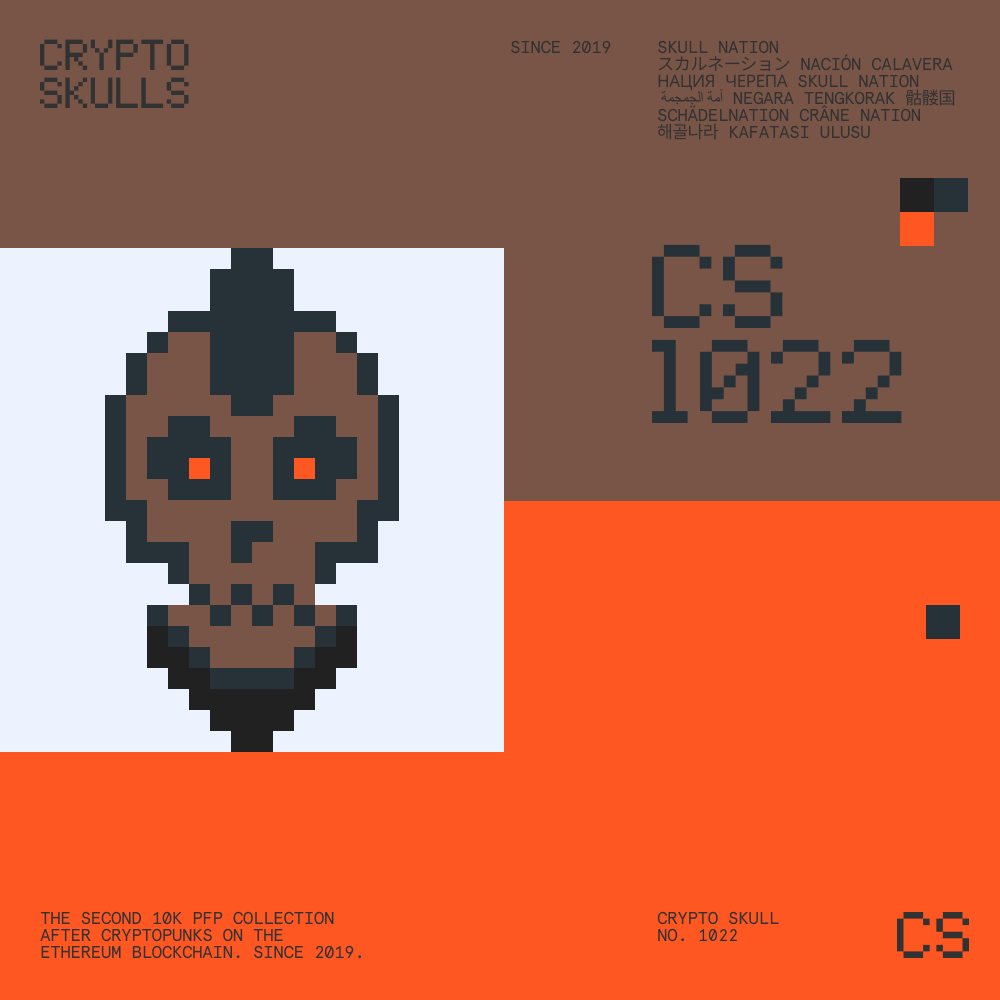 CRYPTO
SKULLS
SINCE 2019
SKULL NATION
スカルネーション NACIÓN CALAVERA
НАЦИЯ ЧЕРЕПА SKULL NATION
أمة الجمجمة NEGARA TENGKORAK 骷髅国
SCHÄDELNATION CRÂNE NATION
해골나라 KAFATASI ULUSU
CS
1022
THE SECOND 10K PFP COLLECTION
AFTER CRYPTOPUNKS ON THE
ETHEREUM BLOCKCHAIN. SINCE 2019.
CRYPTO SKULL
NO. 1022
CS